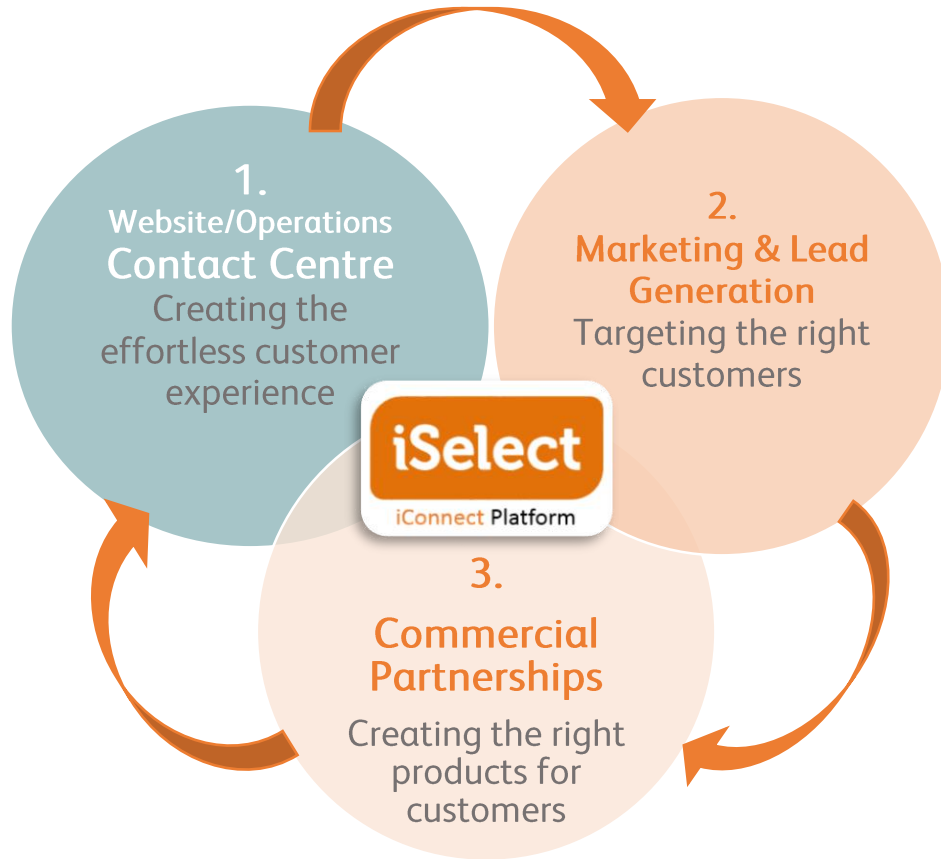 1.
Website/Operations
Contact Centre
Creating the
effortless customer
experience
2.
Marketing & Lead
Generation
Targeting the right
customers
iSelect
iConnect Platform
3.
Commercial
Partnerships
Creating the right
products for
customers